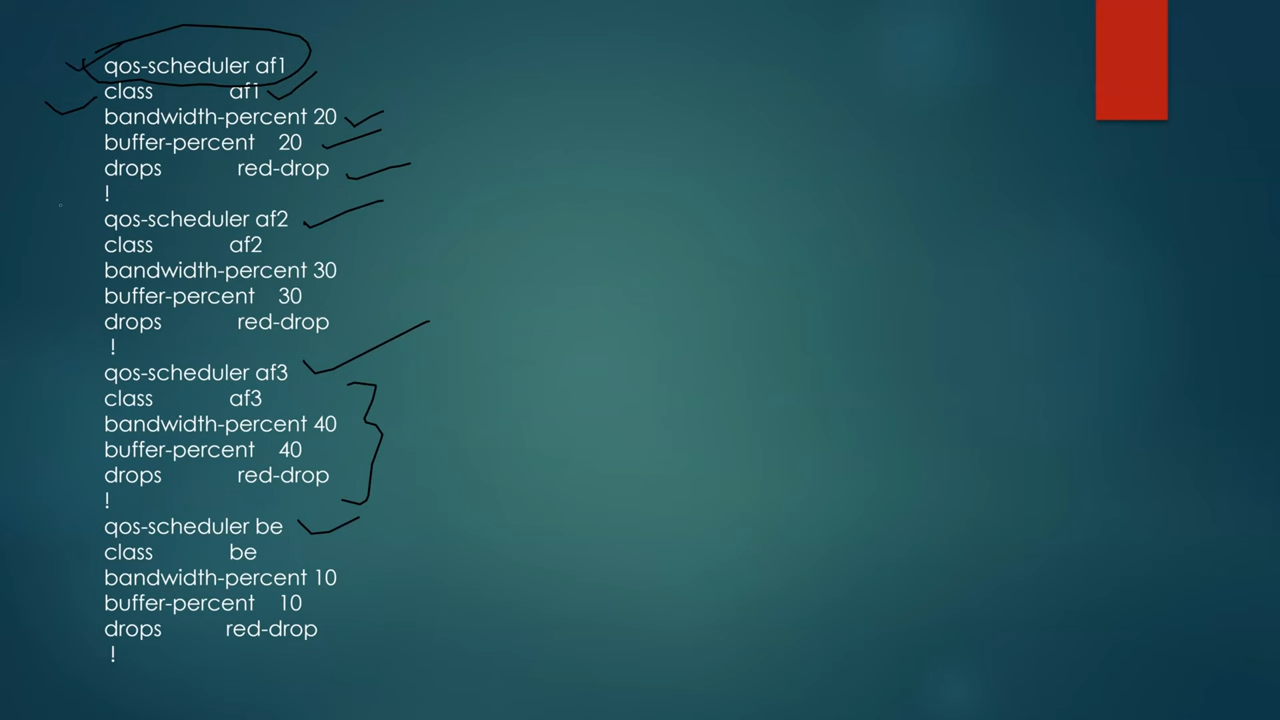 qos-scheduler af1
class af1
bandwidth-percent 20
buffer-percent 20
drops red-drop
!
qos-scheduler af2
class af2
bandwidth-percent 30
buffer-percent 30
drops red-drop
!
qos-scheduler af3
class af3
bandwidth-percent 40
buffer-percent 40
drops red-drop
!
qos-scheduler be
class be
bandwidth-percent 10
buffer-percent 10
drops red-drop
!